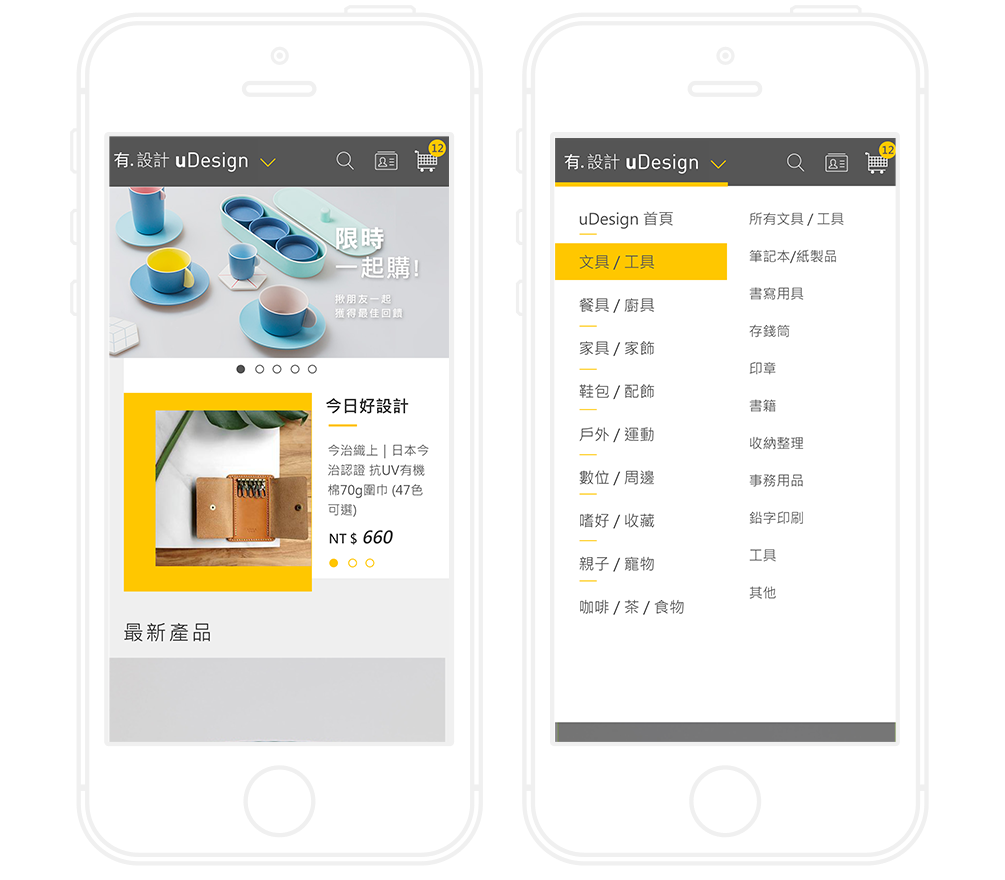 有.設計 uDesign
12
限時
一起購!
揪朋友一起
獲得最佳回饋
今日好設計
今治織上 | 日本今
治認證 抗UV有機
棉70g圍巾 (47色
可選)
NT $ 660
最新產品
有.設計 uDesign
12
uDesign 首頁
文具 / 工具
餐具 / 廚具
家具 / 家飾
鞋包 / 配飾
戶外 / 運動
數位 / 周邊
嗜好 / 收藏
親子 / 寵物
咖啡 / 茶 / 食物
所有文具 / 工具
筆記本/紙製品
書寫用具
存錢筒
印章
書籍
收納整理
事務用品
鉛字印刷
工具
其他